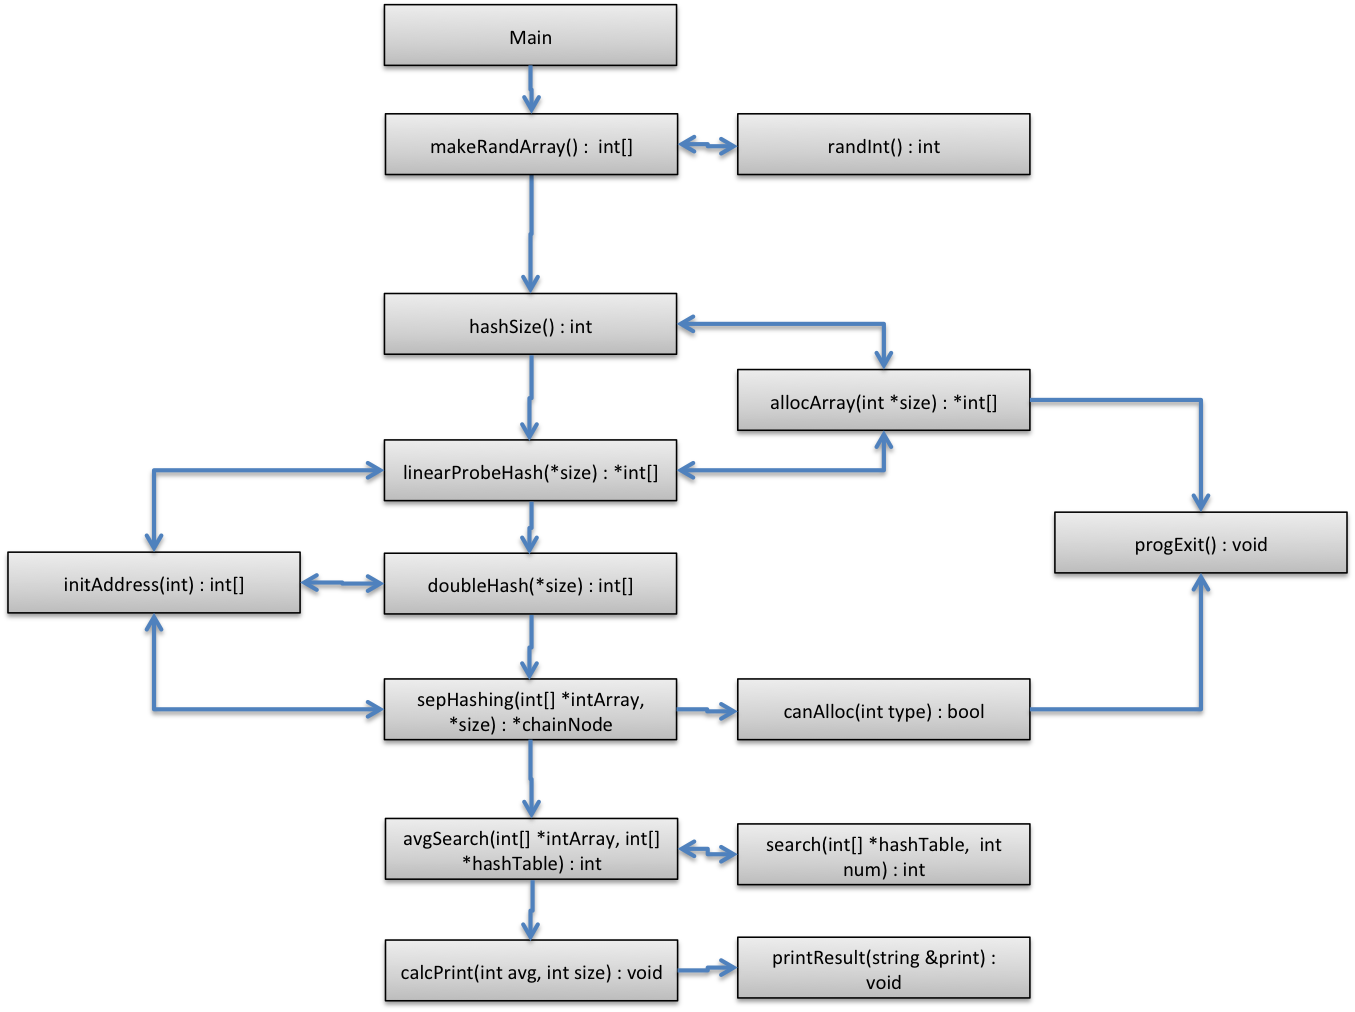 Main
makeRandArray() :  int[]
randInt() : int
hashSize() : int
allocArray(int *size) : *int[]
linearProbeHash(*size) : *int[]
progExit() : void
initAddress(int) : int[]
doubleHash(*size) : int[]
sepHashing(int[] *intArray,
*size) : *chainNode
canAlloc(int type) : bool
avgSearch(int[] *intArray, int[]
*hashTable) : int
search(int[] *hashTable,  int
num) : int
calcPrint(int avg, int size) : void
printResult(string &print) :
void